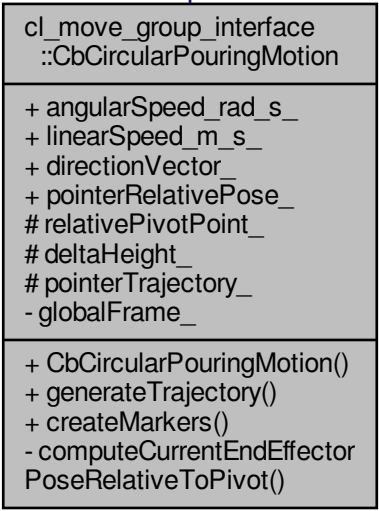 cl_move_group_interface
::CbCircularPouringMotion
+ angularSpeed_rad_s_
+ linearSpeed_m_s_
+ directionVector_
+ pointerRelativePose_
# relativePivotPoint_
# deltaHeight_
# pointerTrajectory_
- globalFrame_
+ CbCircularPouringMotion()
+ generateTrajectory()
+ createMarkers()
- computeCurrentEndEffector
PoseRelativeToPivot()